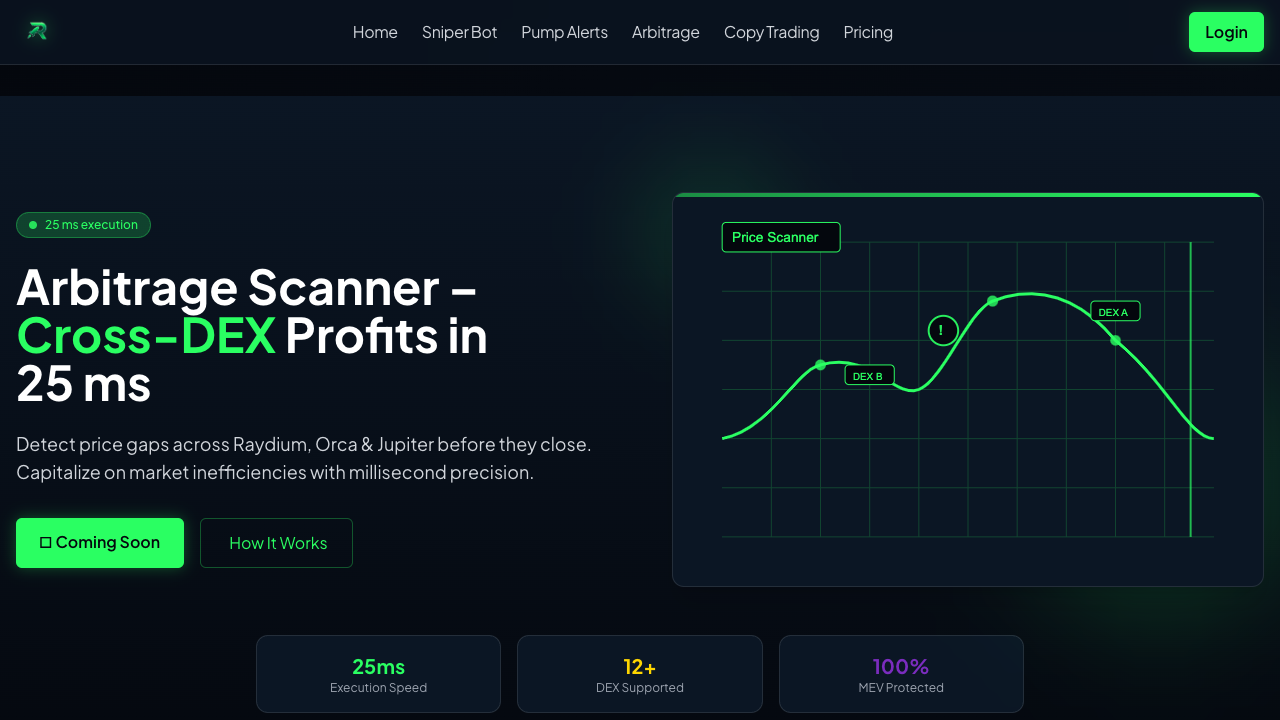 Home Sniper Bot Pump Alerts Arbitrage Copy Trading Pricing Login
25 ms execution
Arbitrage Scanner –
Cross-DEX Profits in
25 ms
Detect price gaps across Raydium, Orca & Jupiter before they close.
Capitalize on market inefficiencies with millisecond precision.
Coming Soon
How It Works
Price Scanner
DEX A
!
DEX B
25ms
Execution Speed
12+
DEX Supported
100%
MEV Protected